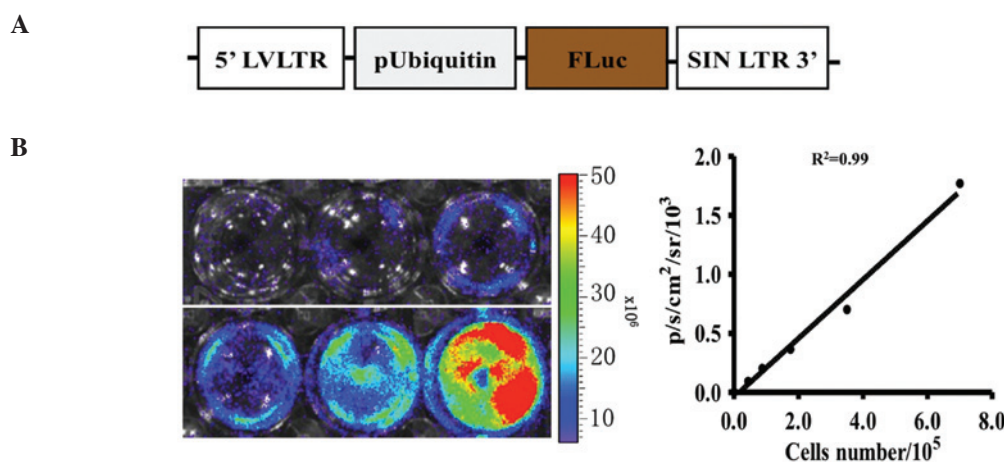 A
5’ LVLTR pUbiquitin FLuc SIN LTR 3’
B
50
40
30
20
10
x10⁶
R²=0.99
p/s/cm²/sr/10³
2.0
1.5
1.0
0.5
0.0
0.0 2.0 4.0 6.0 8.0
Cells number/10⁵